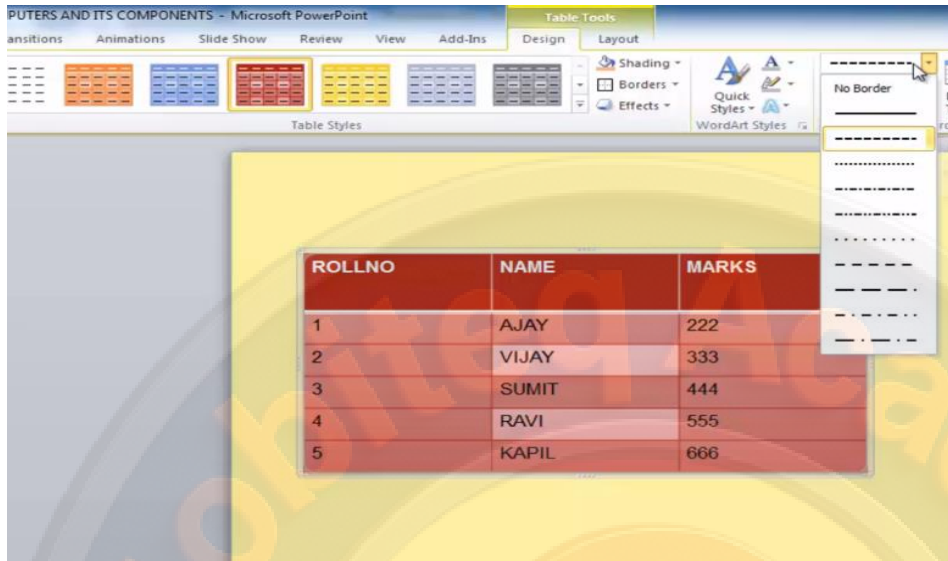 PUTERS AND ITS COMPONENTS - Microsoft PowerPoint
Table Tools
ansitions Animations Slide Show Review View Add-Ins Design Layout
Shading
Borders
Effects
Quick
Styles
No Border
Table Styles
WordArt Styles
ROLLNO NAME MARKS
1 AJAY 222
2 VIJAY 333
3 SUMIT 444
4 RAVI 555
5 KAPIL 666
obiteq Aca